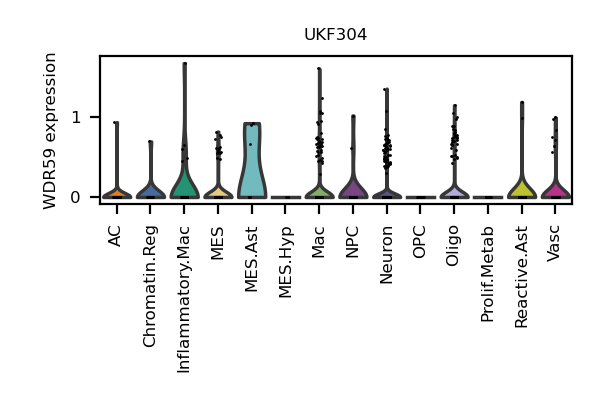 UKF304
WDR59 expression
1
0
AC
Chromatin.Reg
Inflammatory.Mac
MES
MES.Ast
MES.Hyp
Mac
NPC
Neuron
OPC
Oligo
Prolif.Metab
Reactive.Ast
Vasc